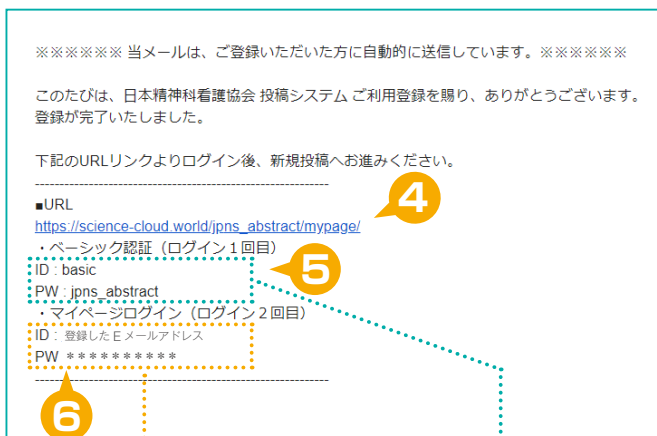 ※※※※※※ 当メールは、ご登録いただいた方に自動的に送信しています。※※※※※※
このたびは、日本精神科看護協会 投稿システム ご利用登録を賜り、ありがとうございます。
登録が完了いたしました。
下記のURLリンクよりログイン後、新規投稿へお進みください。
------------------------------------------------------------
■URL
https://science-cloud.world/jpns_abstract/mypage/
4
・ベーシック認証（ログイン１回目）
ID : basic
5
PW : jpns_abstract
・マイページログイン（ログイン２回目）
ID : 登録したＥメールアドレス
PW ＊＊＊＊＊＊＊＊＊＊
------------------------------------------------------------
6